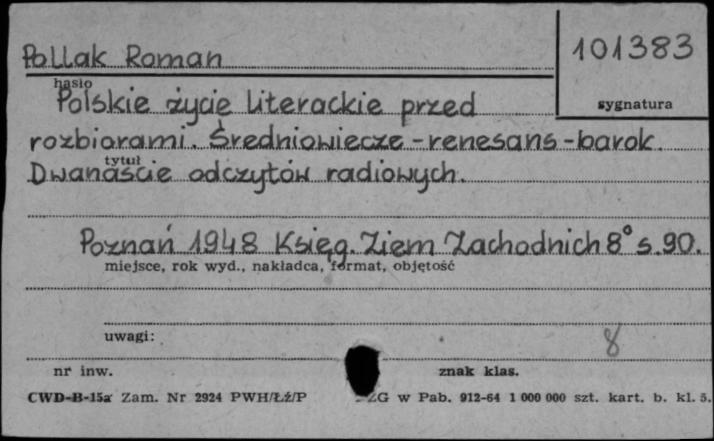 Pollak Roman
101383
hasło
sygnatura
Polskie życie literackie przed
rozbiorami. Średniowiecze - renesans - barok.
tytuł
Dwanaście odczytów radiowych.
Poznań 1948 Księg. Ziem Zachodnich 8° s. 90.
miejsce, rok wyd., nakładca, format, objętość
uwagi:
8
nr inw.
znak klas.
CWD-B-15a Zam. Nr 2924 PWH/Łź/P
ZG w Pab. 912-64 1 000 000 szt. kart. b. kl. 5.